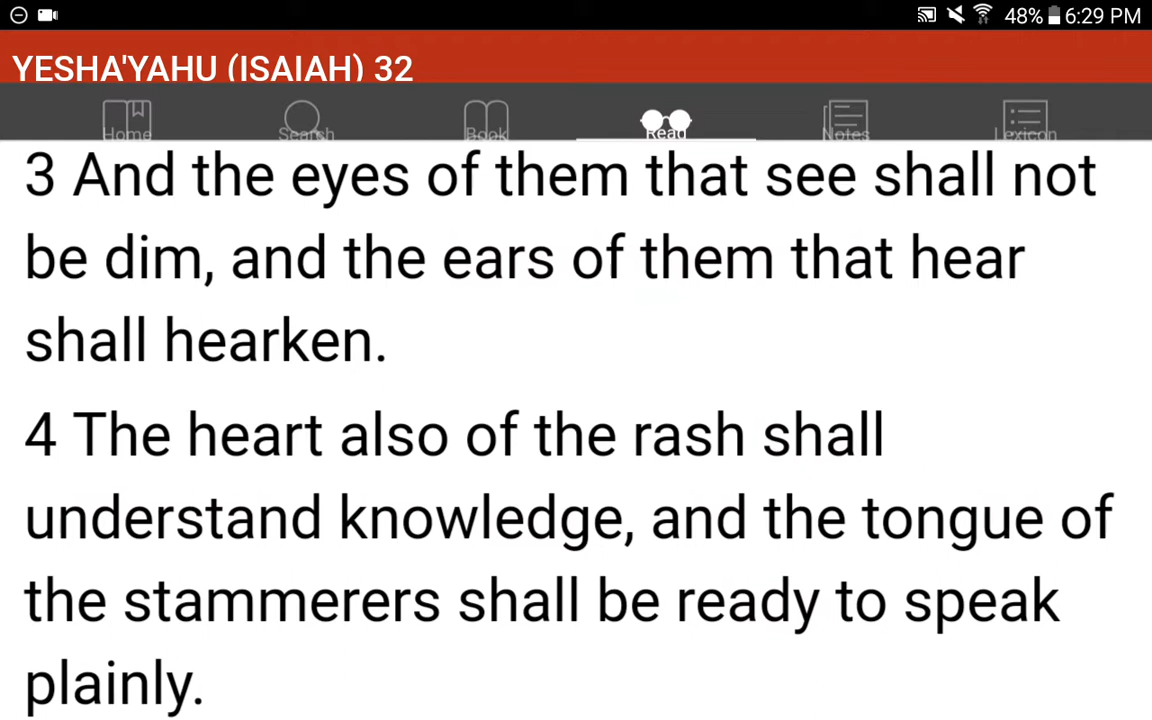 48% 6:29 PM
YESHA'YAHU (ISAIAH) 32
Home Search Book Read Notes Lexicon
3 And the eyes of them that see shall not
be dim, and the ears of them that hear
shall hearken.
4 The heart also of the rash shall
understand knowledge, and the tongue of
the stammerers shall be ready to speak
plainly.